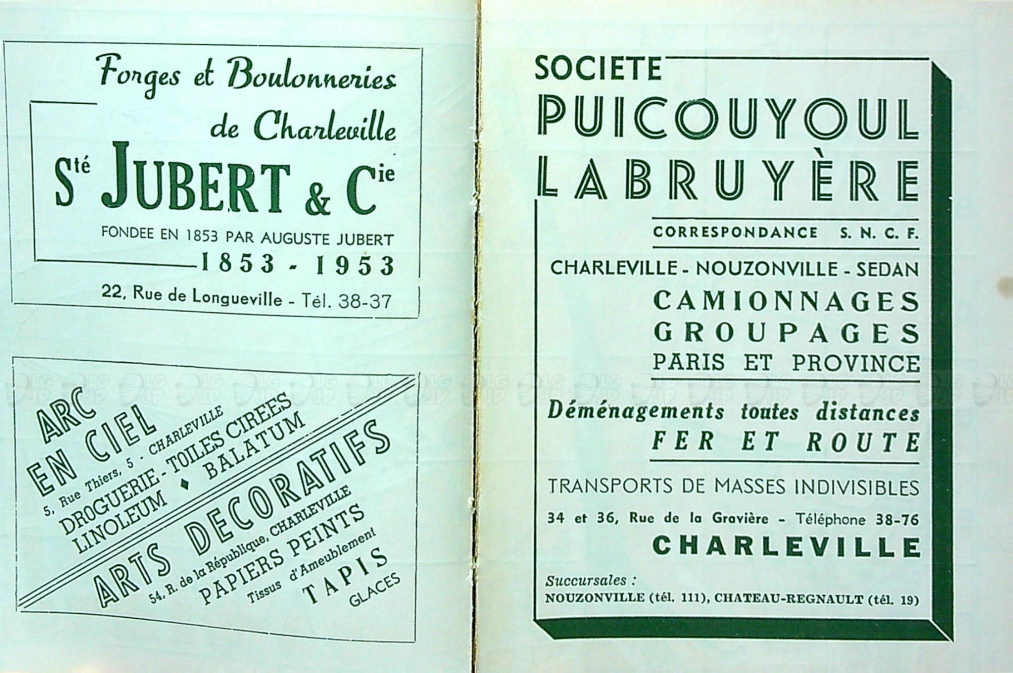 Forges et Boulonneries
de Charleville
Sté JUBERT & Cie
FONDEE EN 1853 PAR AUGUSTE JUBERT
1853 - 1953
22, Rue de Longueville - Tél. 38-37
ARC
EN CIEL
5, Rue Thiers, 5 - CHARLEVILLE
DROGUERIE - TOILES CIREES
LINOLEUM ♦ BALATUM
ARTS DECORATIFS
54, R. de la République, CHARLEVILLE
PAPIERS PEINTS
Tissus d'Ameublement
TAPIS
GLACES
SOCIETE
PUICOUYOUL
LABRUYÈRE
CORRESPONDANCE S. N. C. F.
CHARLEVILLE - NOUZONVILLE - SEDAN
CAMIONNAGES
GROUPAGES
PARIS ET PROVINCE
Déménagements toutes distances
FER ET ROUTE
TRANSPORTS DE MASSES INDIVISIBLES
34 et 36, Rue de la Gravière - Téléphone 38-76
CHARLEVILLE
Succursales :
NOUZONVILLE (tél. 111), CHATEAU-REGNAULT (tél. 19)